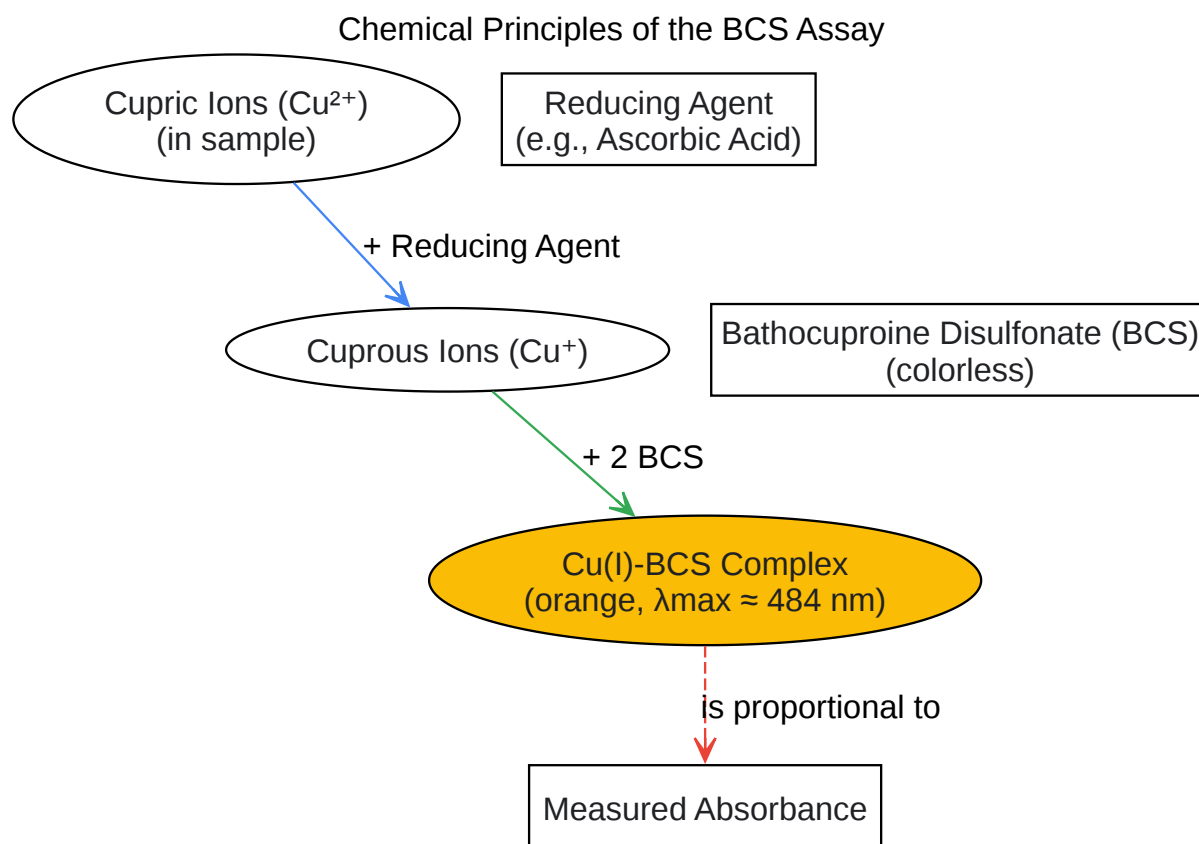 Chemical Principles of the BCS Assay
Cupric Ions (Cu²⁺)
(in sample)
Reducing Agent
(e.g., Ascorbic Acid)
+ Reducing Agent
Cuprous Ions (Cu⁺)
Bathocuproine Disulfonate (BCS)
(colorless)
+ 2 BCS
Cu(I)-BCS Complex
(orange, λmax ≈ 484 nm)
is proportional to
Measured Absorbance